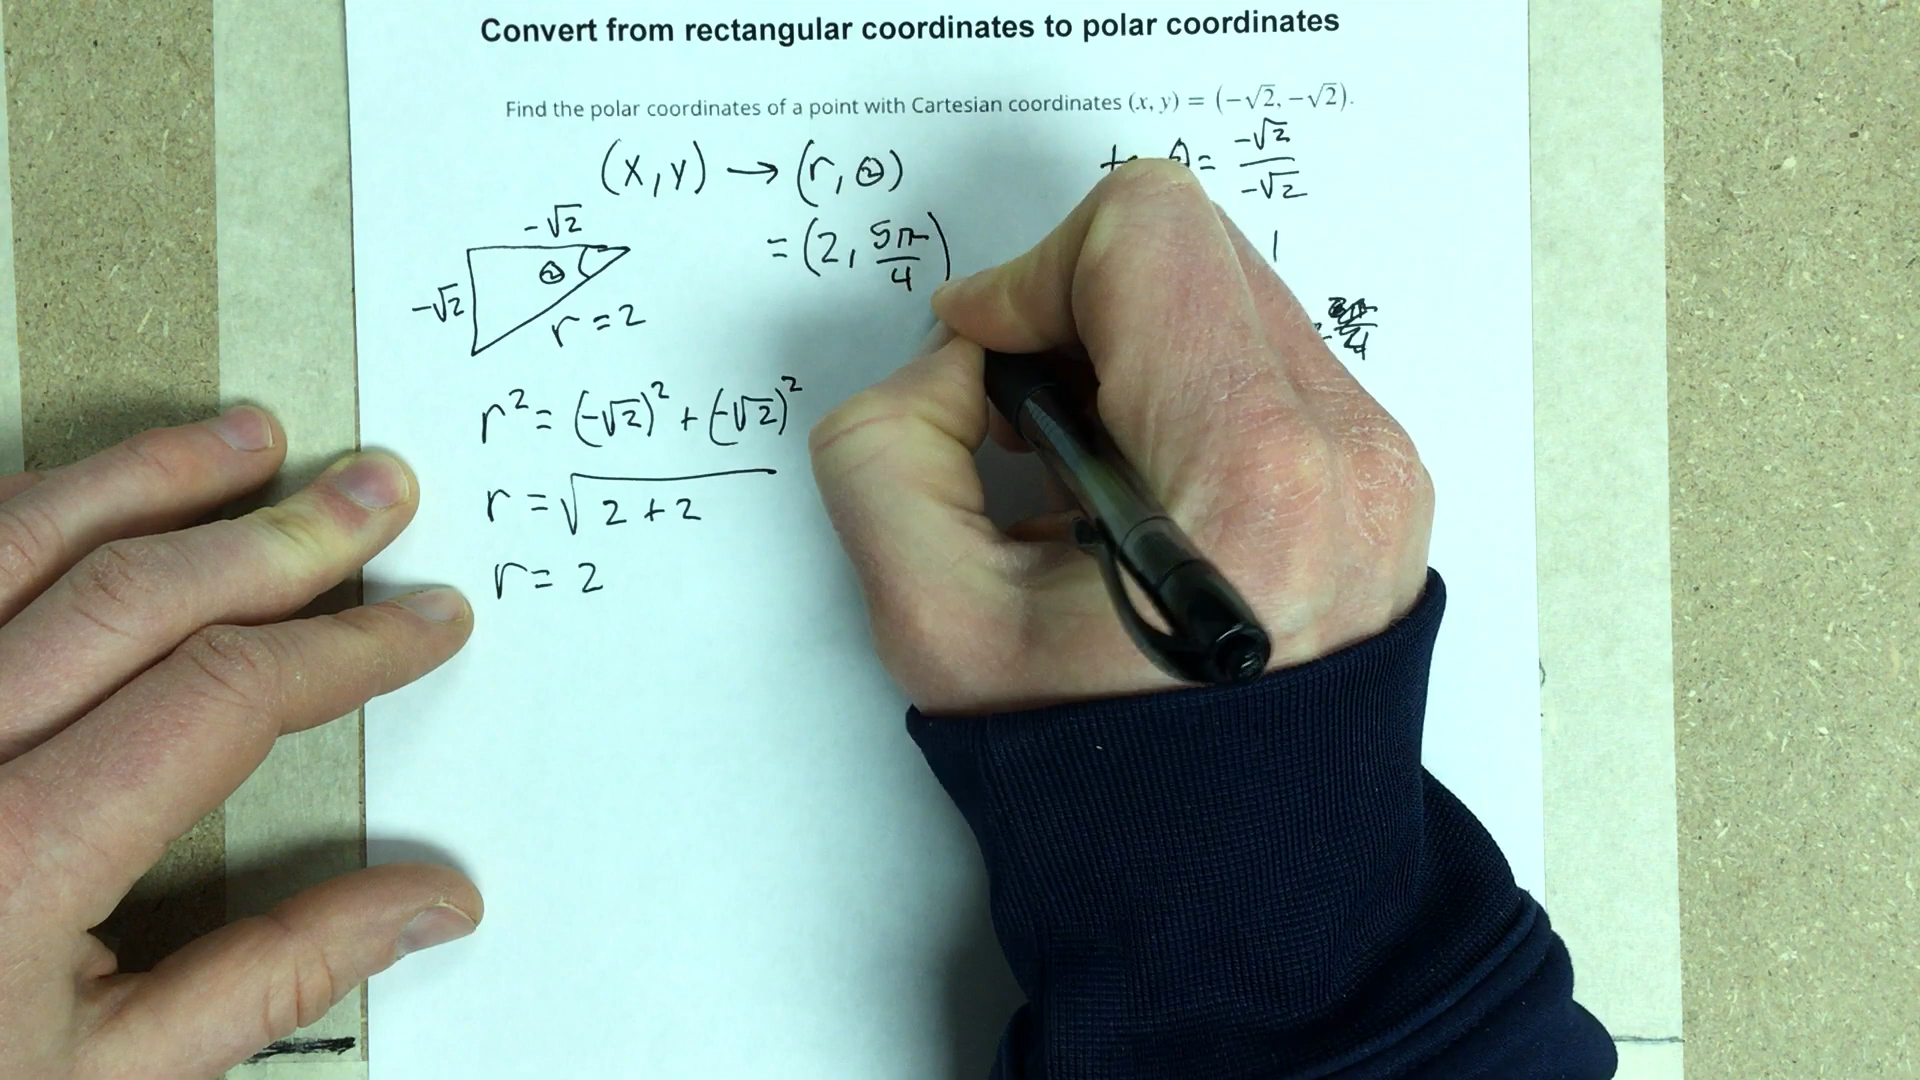 Convert from rectangular coordinates to polar coordinates
Find the polar coordinates of a point with Cartesian coordinates (x, y) = (−√2, −√2).
(x,y) → (r, θ)
= (2, 5π/4)
-√2
θ
-√2
r = 2
r² = (-√2)² + (-√2)²
r = √2 + 2
r = 2
θ = -√2/-√2
1